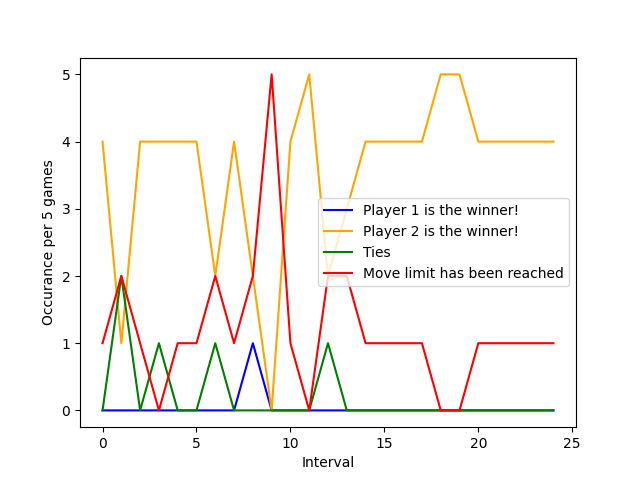 5
4
3
2
1
0
Occurance per 5 games
Player 1 is the winner!
Player 2 is the winner!
Ties
Move limit has been reached
0 5 10 15 20 25
Interval